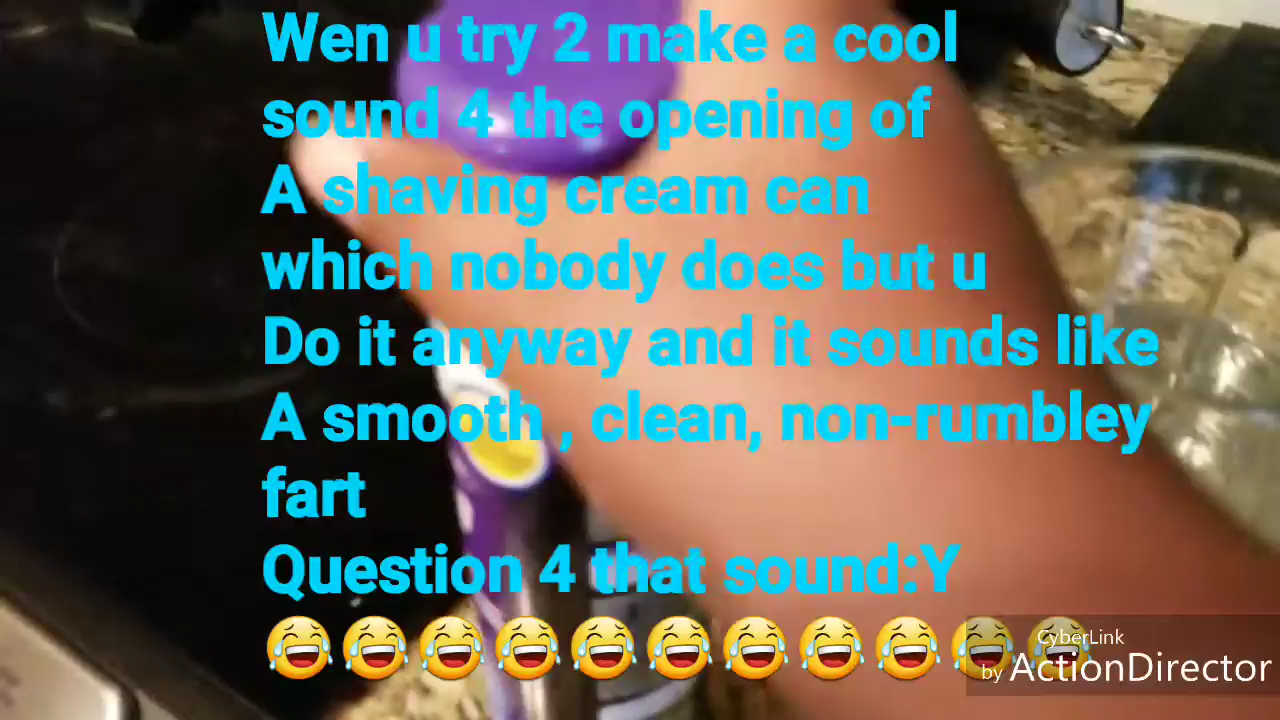 Wen u try 2 make a cool
sound 4 the opening of
A shaving cream can
which nobody does but u
Do it anyway and it sounds like
A smooth , clean, non-rumbley
fart
Question 4 that sound:Y
😂😂😂😂😂😂😂😂😂😂😂
CyberLink
by ActionDirector